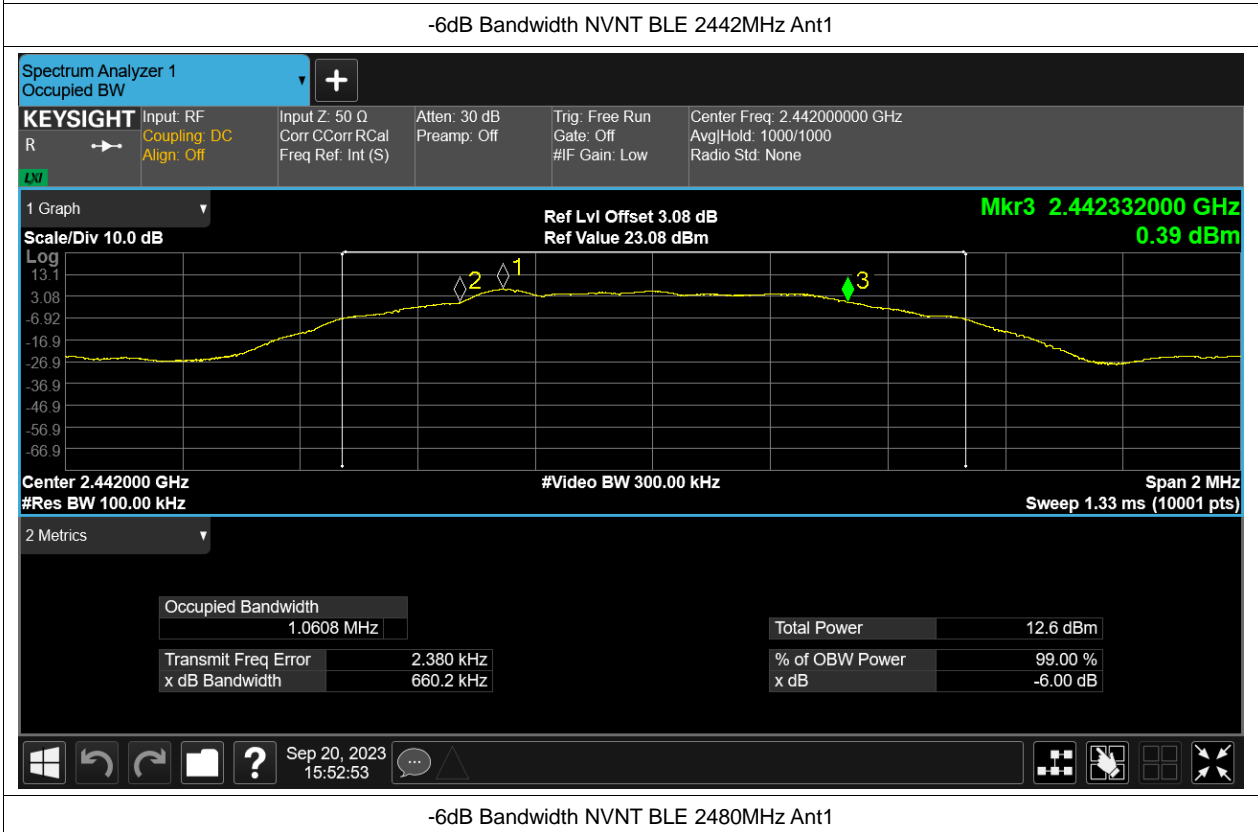 -6dB Bandwidth NVNT BLE 2442MHz Ant1
Spectrum Analyzer 1
Occupied BW
KEYSIGHT
R
LXI
Input: RF
Coupling: DC
Align: Off
Input Z: 50 Ω
Corr CCorr RCal
Freq Ref: Int (S)
Atten: 30 dB
Preamp: Off
Trig: Free Run
Gate: Off
#IF Gain: Low
Center Freq: 2.442000000 GHz
Avg|Hold: 1000/1000
Radio Std: None
1 Graph
Scale/Div 10.0 dB
Ref Lvl Offset 3.08 dB
Ref Value 23.08 dBm
Mkr3 2.442332000 GHz
0.39 dBm
Log
13.1
3.08
-6.92
-16.9
-26.9
-36.9
-46.9
-56.9
-66.9
2
1
3
Center 2.442000 GHz
#Res BW 100.00 kHz
#Video BW 300.00 kHz
Span 2 MHz
Sweep 1.33 ms (10001 pts)
2 Metrics
Occupied Bandwidth
1.0608 MHz
Transmit Freq Error 2.380 kHz
x dB Bandwidth 660.2 kHz
Total Power 12.6 dBm
% of OBW Power 99.00 %
x dB -6.00 dB
?
Sep 20, 2023
15:52:53
-6dB Bandwidth NVNT BLE 2480MHz Ant1